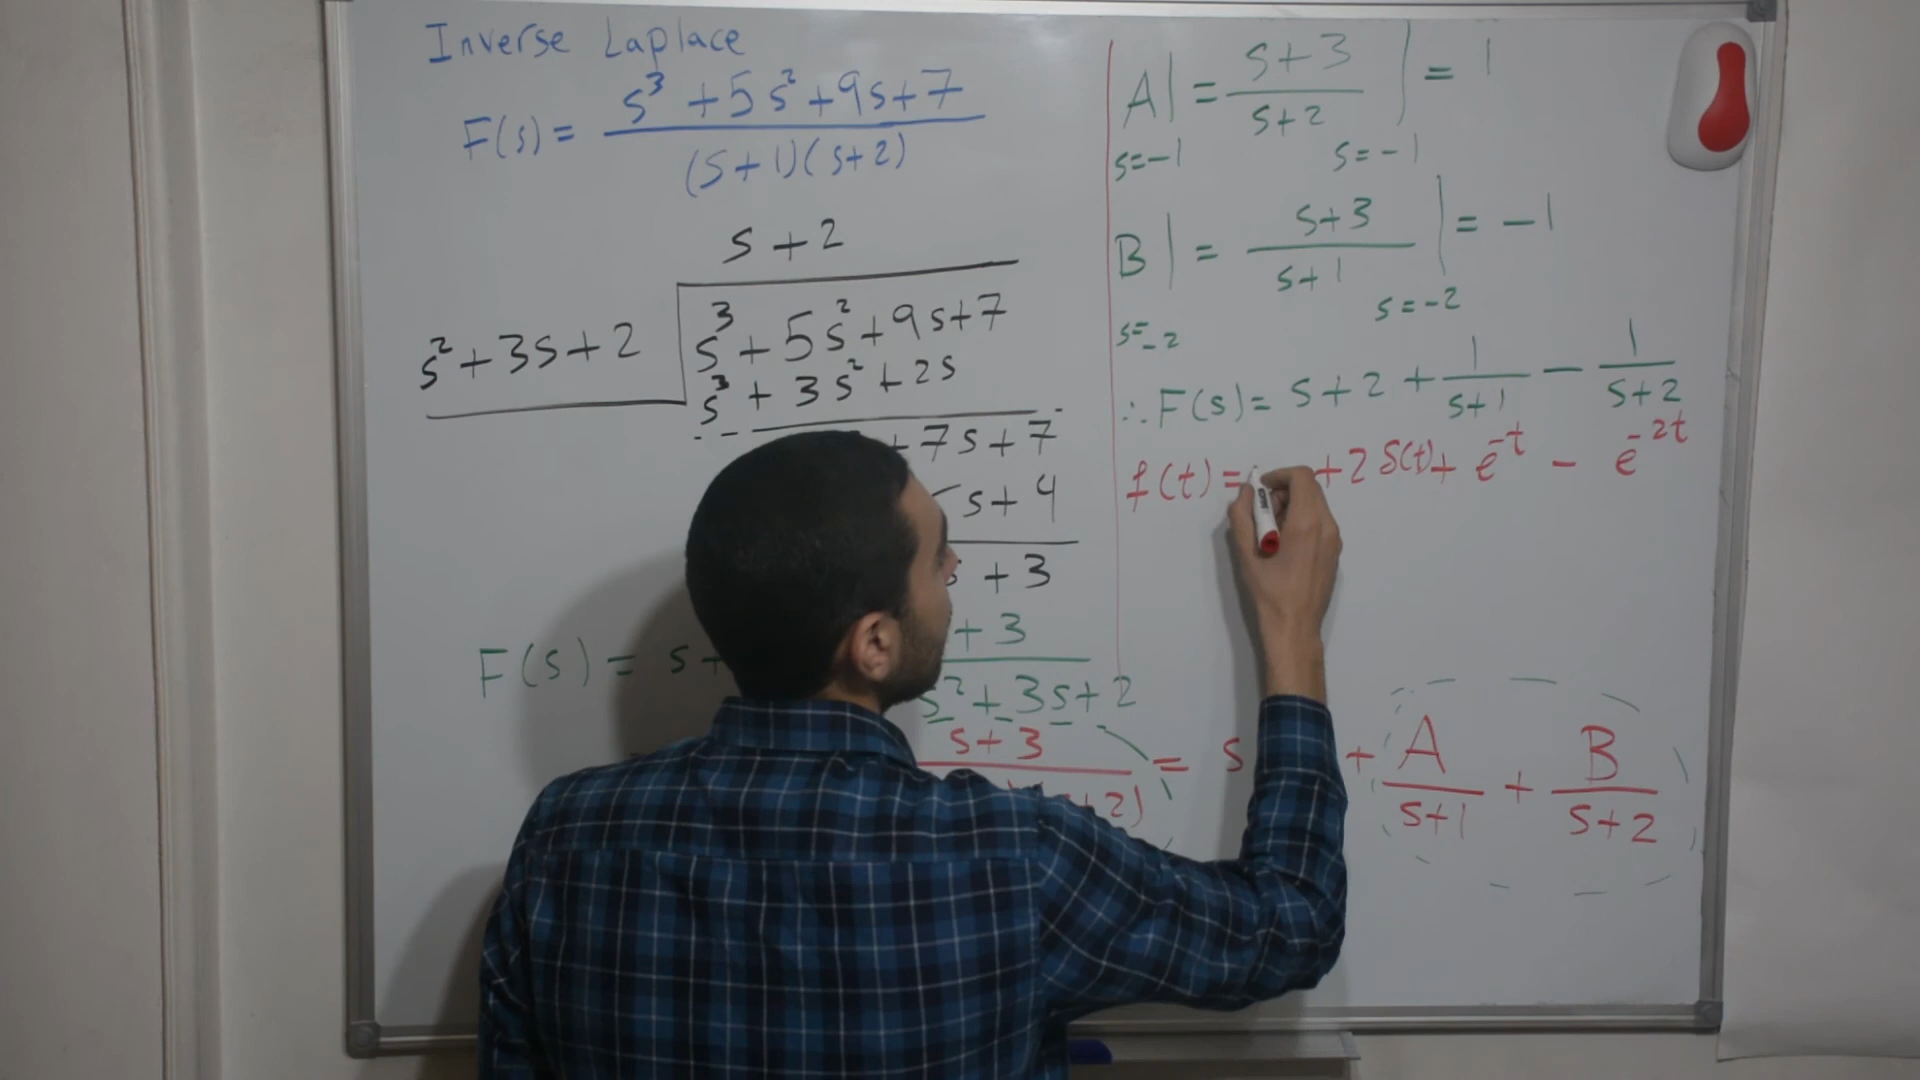 Inverse Laplace
F(s) = s³ + 5s² + 9s + 7 / (s+1)(s+2)
s + 2
s² + 3s + 2
s³ + 5s² + 9s + 7
s³ + 3s² + 2s
+ 7s + 7
s + 4
+ 3
F(s) = s+
+ 3 / s² + 3s + 2
s + 3 / +2) = s + A / s+1 + B / s+2
A| s=-1 = s+3 / s+2 | s=-1 = 1
B| s=-2 = s+3 / s+1 | s=-2 = -1
∴ F(s) = s + 2 + 1 / s+1 - 1 / s+2
f(t) = + 2 δ(t) + e^-t - e^-2t